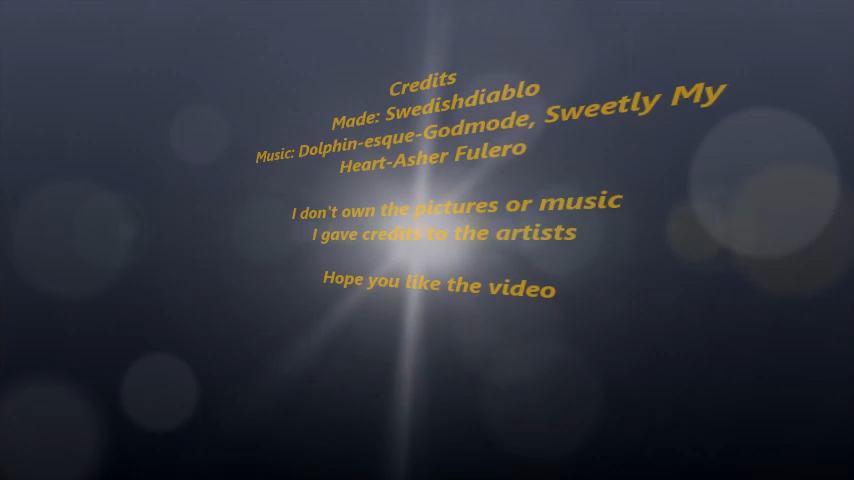 Credits
Made: Swedishdiablo
Music: Dolphin-esque-Godmode, Sweetly My
Heart-Asher Fulero
I don't own the pictures or music
I gave credits to the artists
Hope you like the video